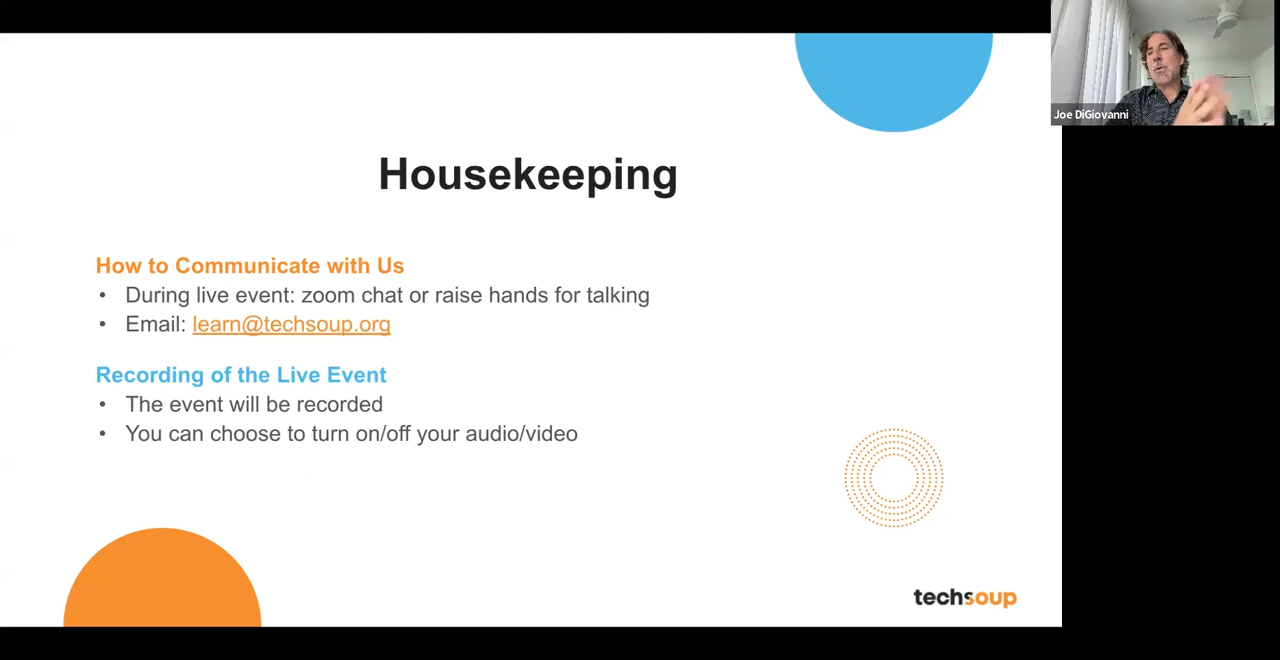 Joe DiGiovanni
Housekeeping
How to Communicate with Us
• During live event: zoom chat or raise hands for talking
• Email: learn@techsoup.org
Recording of the Live Event
• The event will be recorded
• You can choose to turn on/off your audio/video
techsoup